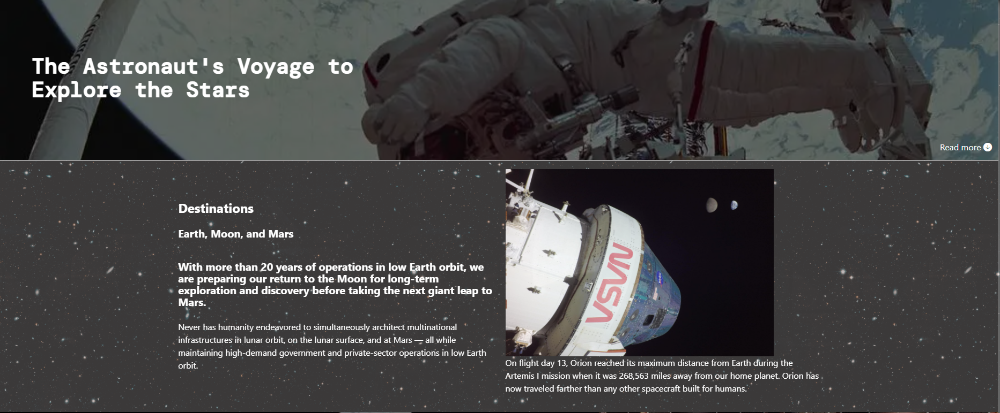 The Astronaut's Voyage to
Explore the Stars
Read more
Destinations
Earth, Moon, and Mars
With more than 20 years of operations in low Earth orbit, we
are preparing our return to the Moon for long-term
exploration and discovery before taking the next giant leap to
Mars.
Never has humanity endeavored to simultaneously architect multinational
infrastructures in lunar orbit, on the lunar surface, and at Mars — all while
maintaining high-demand government and private-sector operations in low Earth
orbit.
NASA
On flight day 13, Orion reached its maximum distance from Earth during the
Artemis I mission when it was 268,563 miles away from our home planet. Orion has
now traveled farther than any other spacecraft built for humans.